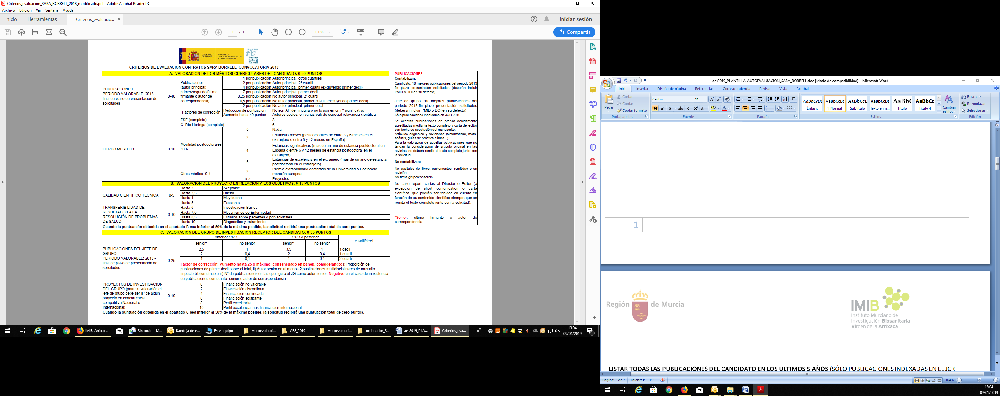 Criterios_evaluacion_SARA_BORRELL_2018_modificado.pdf - Adobe Acrobat Reader DC
Archivo Edición Ver Ventana Ayuda
Inicio Herramientas Criterios_evaluacio... × Iniciar sesión
1 / 1 100% Compartir
GOBIERNO DE ESPAÑA
MINISTERIO DE ECONOMÍA, INDUSTRIA Y COMPETITIVIDAD
Instituto de Salud Carlos III
CRITERIOS DE EVALUACIÓN CONTRATOS SARA BORRELL. CONVOCATORIA 2018
A.- VALORACIÓN DE LOS MÉRITOS CURRICULARES DEL CANDIDATO: 0-50 PUNTOS
PUBLICACIONES
PERIODO VALORABLE: 2013 -
final de plazo de presentación de
solicitudes
0-40
Publicaciones:
(autor principal:
primer/segundo/último
firmante o autor de
correspondencia)
1 por publicación Autor principal, otros cuartiles
2 por publicación Autor principal, 2º cuartil
4 por publicación Autor principal, primer cuartil (excluyendo primer decil)
7 por publicación Autor principal, primer decil
0,25 por publicación No autor principal, 2º cuartil
0,5 por publicación No autor principal, primer cuartil (excluyendo primer decil)
2 por publicación No autor principal, primer decil
Factores de corrección
Reducción de puntuación No son AP de ninguna o no lo son en un nº significativo
Aumento hasta 40 puntos Autores ppales. en varias pub de especial relevancia científica
OTROS MÉRITOS
0-10
FSE (completo) 3
C. Río Hortega (completo) 6
Movilidad postdoctorales
: 0-6
0 Nada
2 Estancias breves (postdoctorales de entre 3 y 6 meses en el
extranjero o entre 6 y 12 meses en España)
4 Estancias significativas (más de un año de estancia postdoctoral en
España o entre 6 y 12 meses de estancia postdoctoral en el
extranjero)
6 Estancias de excelencia en el extranjero (más de un año de estancia
postdoctoral en el extranjero)
Otros méritos: 0-4
2 Premio extraordinario doctorado de la Universidad o Doctorado
mención europea
0-2 Proyectos
B.- VALORACION DEL PROYECTO EN RELACION A LOS OBJETIVOS: 0-15 PUNTOS
CALIDAD CIENTÍFICO TÉCNICA
0-5
Hasta 3 Aceptable
Hasta 3,5 Buena
Hasta 4 Muy buena
Hasta 5 Excelente
TRANSFERIBILIDAD DE
RESULTADOS A LA
RESOLUCIÓN DE PROBLEMAS
DE SALUD
0-10
Hasta 6 Investigación Básica
Hasta 7,5 Mecanismos de Enfermedad
Hasta 8,5 Estudios sobre pacientes o poblacionales
Hasta 10 Diagnóstico y tratamiento
Cuando la puntuación obtenida en el apartado B sea inferior al 50% de la máxima posible, la solicitud recibirá una puntuación total de cero puntos.
C.- VALORACIÓN DEL GRUPO DE INVESTIGACIÓN RECEPTOR DEL CANDIDATO: 0-35 PUNTOS
PUBLICACIONES DEL JEFE DE
GRUPO
PERIODO VALORABLE: 2013 -
final de plazo de presentación de
solicitudes
0-25
Anterior 1973 1973 o posterior cuartil/decil
senior* no senior senior* no senior
2,5 1 3,5 1 1 decil
2 0,4 2 0,4 1 cuartil
1 0,1 1 0,1 2 cuartil
Factor de corrección: Aumento hasta 25 p máximo (consensuado en panel), considerando: i) Proporción de
publicaciones de primer decil sobre el total, ii) Autor senior en al menos 2 publicaciones multidisciplinares de muy alto
impacto bibliométrico e iii) Nº de publicaciones en las que figura el JG como autor senior. Negativo en el caso de inexistencia
de publicaciones como autor senior o autor de correspondencia
PROYECTOS DE INVESTIGACIÓN
DEL GRUPO (para su valoración el
jefe de grupo debe ser IP de algún
proyecto en concurrencia
competitiva Nacional o
Internacional)
0-10
0 Financiación no valorable
2 Financiación discontinua
4 Financiación continuada
6 Financiación solapante
8 Perfil excelencia
10 Perfil excelencia más financiación internacional
Cuando la puntuación obtenida en el apartado C sea inferior al 50% de la máxima posible, la solicitud recibirá una puntuación total de cero puntos.
PUBLICACIONES
Contabilizan:
Candidato: 10 mejores publicaciones del periodo 2013-
fin plazo presentación solicitudes (deberán incluir
PMID o DOI en su defecto)
Jefe de grupo: 10 mejores publicaciones del
periodo 2013-fin plazo presentación solicitudes
(deberán incluir PMID o DOI en su defecto)
Sólo publicaciones indexadas en JCR 2016
Se aceptan publicaciones en prensa debidamente
acreditadas mediante texto completo y carta del editor
con fecha de aceptación del manuscrito.
Artículos originales y revisiones (sistemáticas, meta-
análisis, guías de práctica clínica...)
Para la valoración de aquellas publicaciones que no
tengan la consideración de artículo original en las
revistas, se deberá remitir el texto completo junto con
la solicitud.
No contabilizan:
No capítulos de libros, suplementos, remitidas o en
revisión
No firma grupo/consorcio
No case report, cartas al Director o Editor (a
excepción de short comunication o carta
científica, que podrán ser tenidos en cuenta en
función de su contenido científico siempre que se
remita el texto completo junto con la solicitud).
*Senior: último firmante o autor de
correspondencia
IMIB-Arrixac... Sin título - M... Bandeja de e... Este equipo Autoevaluaci... AES_2019 Autoevaluaci... ordenador_S... aes2019_PLA... Criterios_eva...
13:04
09/01/2019
1
aes2019_PLANTILLA-AUTOEVALUACION_SARA_BORRELL.doc [Modo de compatibilidad] - Microsoft Word
Inicio Insertar Diseño de página Referencias Correspondencia Revisar Vista Acrobat
Pegar
Cortar
Copiar
Copiar formato
Portapapeles
Calibri 11
N K S abc x₂ x² Aa
Fuente
Párrafo
AaBbCcDc AaBbCcDc AaBbCcI AaBbCcDc AaBbC AaBbCc
Énfasis ¶ Normal Subtítulo Texto en n... Título Título 4
Cambiar estilos
Estilos
Buscar
Reemplazar
Seleccionar
Edición
1
Región de Murcia
IMIB
Instituto Murciano de
Investigación Biosanitaria
Virgen de la Arrixaca
LISTAR TODAS LAS PUBLICACIONES DEL CANDIDATO EN LOS ÚLTIMOS 5 AÑOS (SÓLO PUBLICACIONES INDEXADAS EN EL JCR
Página: 2 de 7 Palabras: 1.052 164%
13:04
09/01/2019